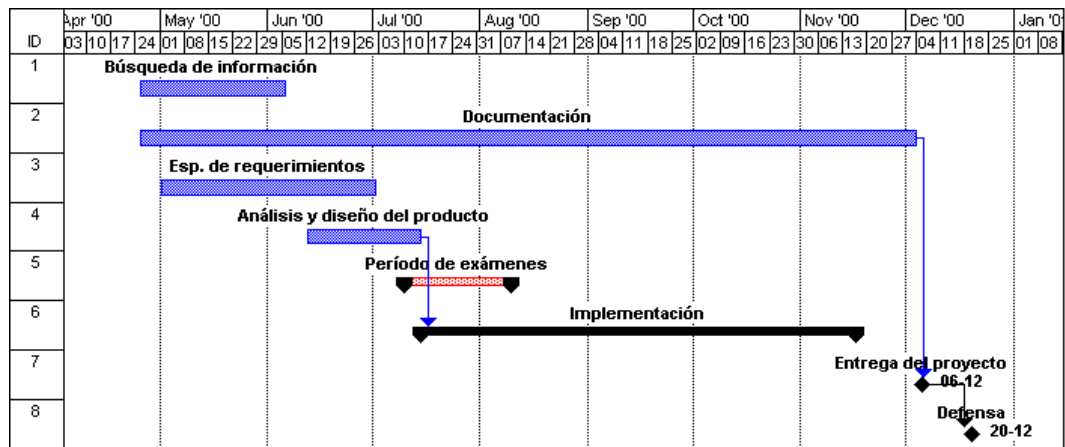 Apr '00 May '00 Jun '00 Jul '00 Aug '00 Sep '00 Oct '00 Nov '00 Dec '00 Jan '0
ID 03 10 17 24 01 08 15 22 29 05 12 19 26 03 10 17 24 31 07 14 21 28 04 11 18 25 02 09 16 23 30 06 13 20 27 04 11 18 25 01 08
1 Búsqueda de información
2 Documentación
3 Esp. de requerimientos
4 Análisis y diseño del producto
5 Período de exámenes
6 Implementación
7 Entrega del proyecto
06-12
8 Defensa
20-12